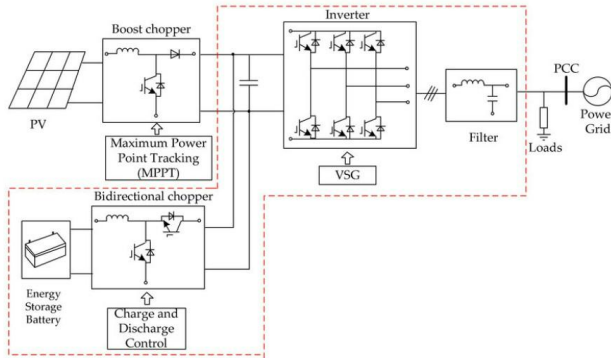 Boost chopper
Inverter
PCC
PV
Maximum Power
Point Tracking
(MPPT)
VSG
Filter
Loads
Power
Grid
Bidirectional chopper
Energy
Storage
Battery
Charge and
Discharge
Control